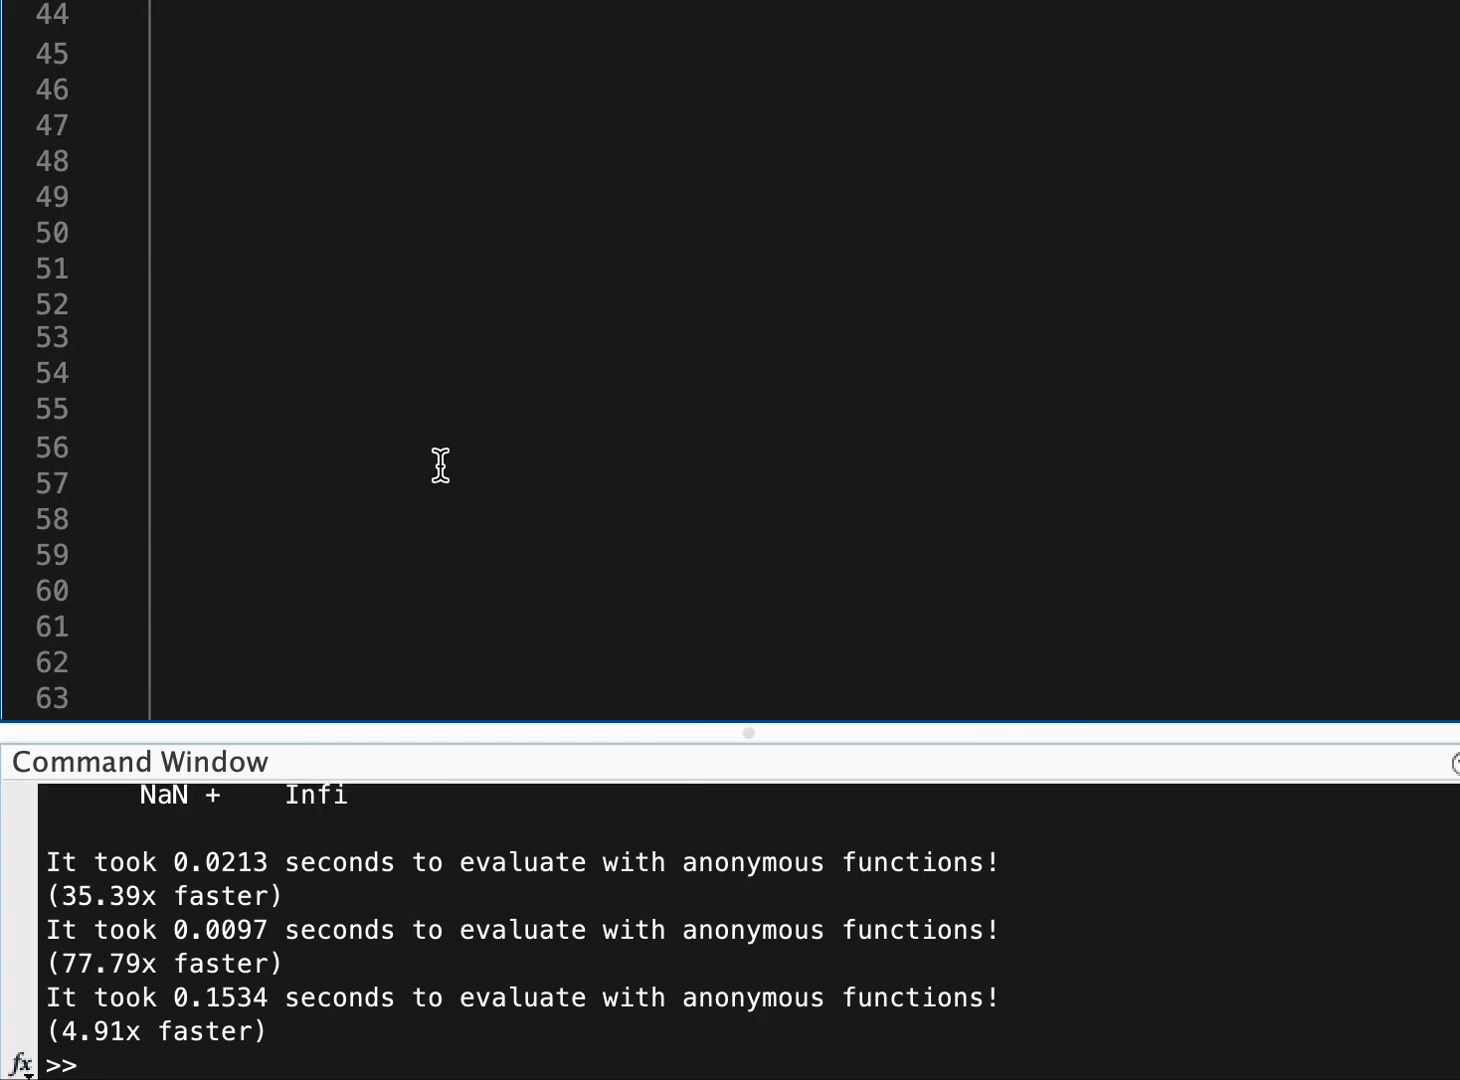 44
45
46
47
48
49
50
51
52
53
54
55
56
57
58
59
60
61
62
63
Command Window
NaN + Infi
It took 0.0213 seconds to evaluate with anonymous functions!
(35.39x faster)
It took 0.0097 seconds to evaluate with anonymous functions!
(77.79x faster)
It took 0.1534 seconds to evaluate with anonymous functions!
(4.91x faster)
fx >>